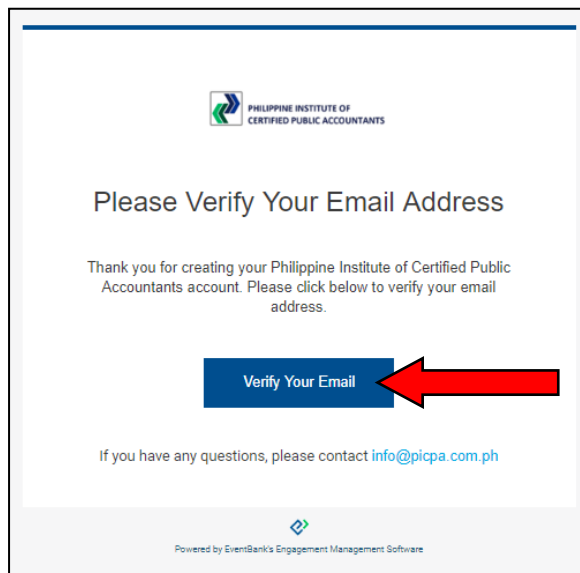 PHILIPPINE INSTITUTE OF
CERTIFIED PUBLIC ACCOUNTANTS
Please Verify Your Email Address
Thank you for creating your Philippine Institute of Certified Public
Accountants account. Please click below to verify your email
address.
Verify Your Email
If you have any questions, please contact info@picpa.com.ph
Powered by EventBank's Engagement Management Software